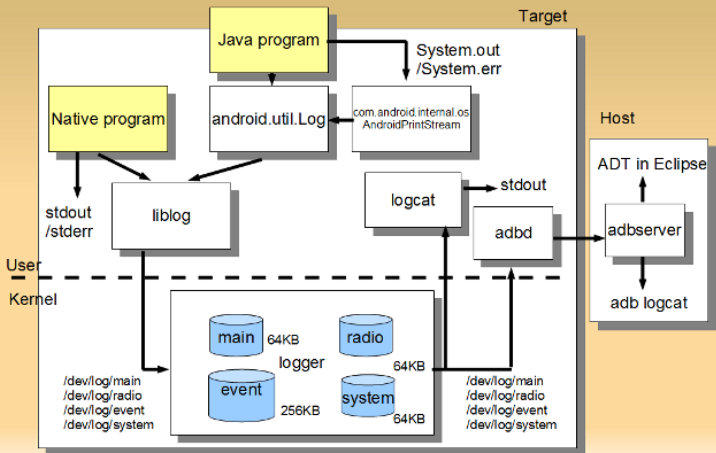 Target
Java program
System.out
/System.err
Native program
android.util.Log
com.android.internal.os
AndroidPrintStream
Host
ADT in Eclipse
stdout
/stderr
liblog
logcat
stdout
adbd
adbserver
adb logcat
User
Kernel
main
64KB
radio
64KB
logger
event
256KB
system
64KB
/dev/log/main
/dev/log/radio
/dev/log/event
/dev/log/system
/dev/log/main
/dev/log/radio
/dev/log/event
/dev/log/system